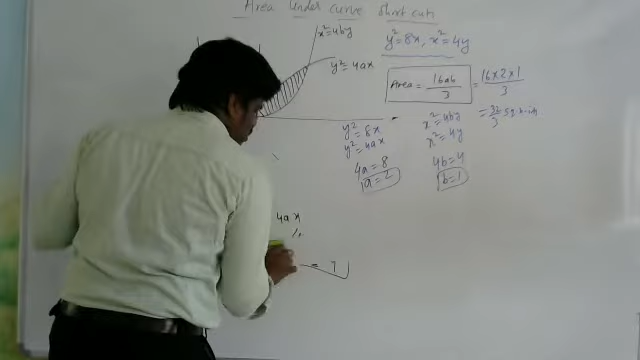 Area Under curve Short cuts
x² = 4by
y² = 4ax
y² = 8x, x² = 4y
Area = 16ab/3 = 16×2×1/3
= 32/3 sq units
y² = 8x
y² = 4ax
4a = 8
a = 2
x² = 4by
x² = 4y
4b = 4
b = 1
4ax